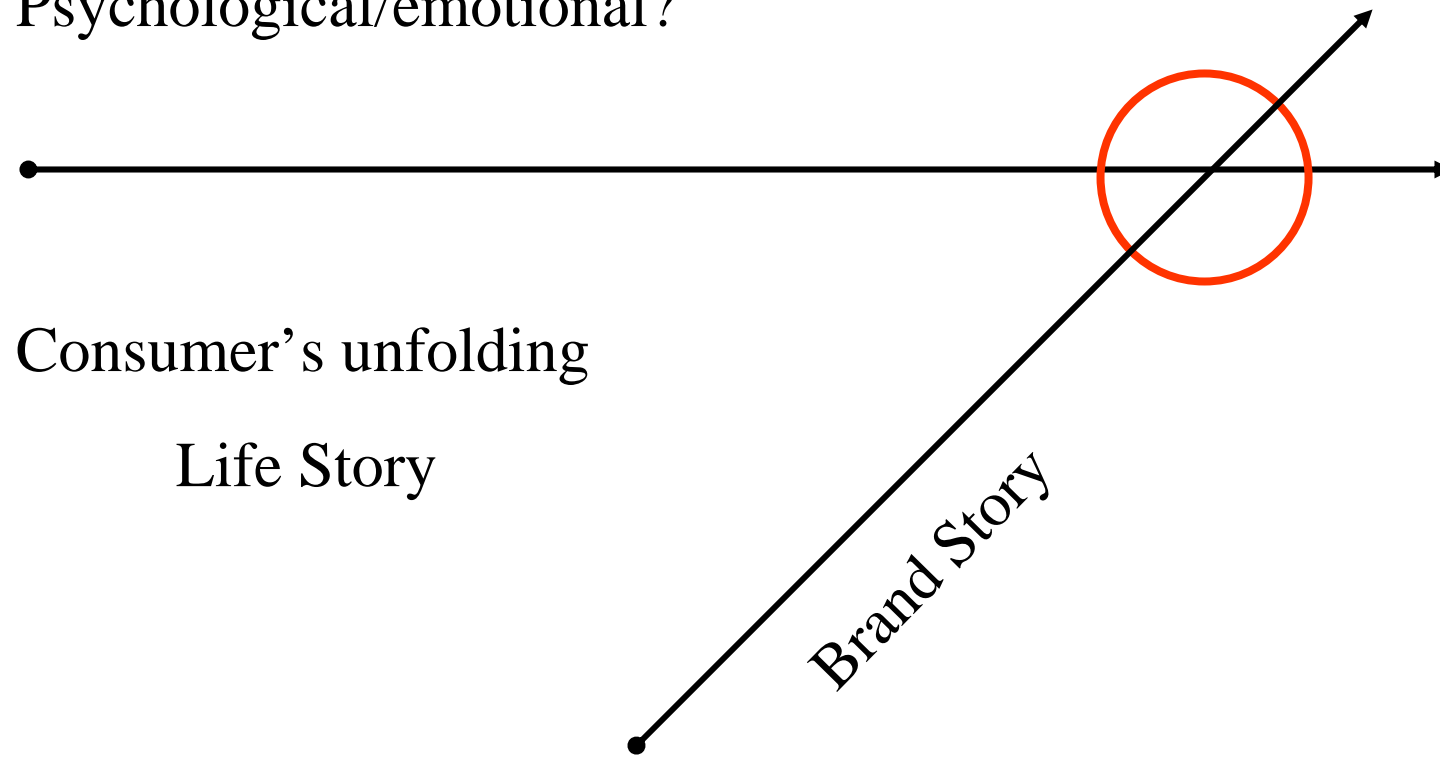 Psychological/emotional?
Consumer’s unfolding
Life Story
Brand Story